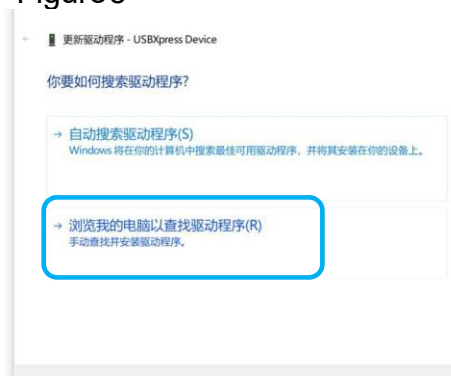 更新驱动程序 - USBXpress Device
你要如何搜索驱动程序?
→ 自动搜索驱动程序(S)
Windows 将在你的计算机中搜索最佳可用驱动程序，并将其安装在你的设备上。
→ 浏览我的电脑以查找驱动程序(R)
手动查找并安装驱动程序。